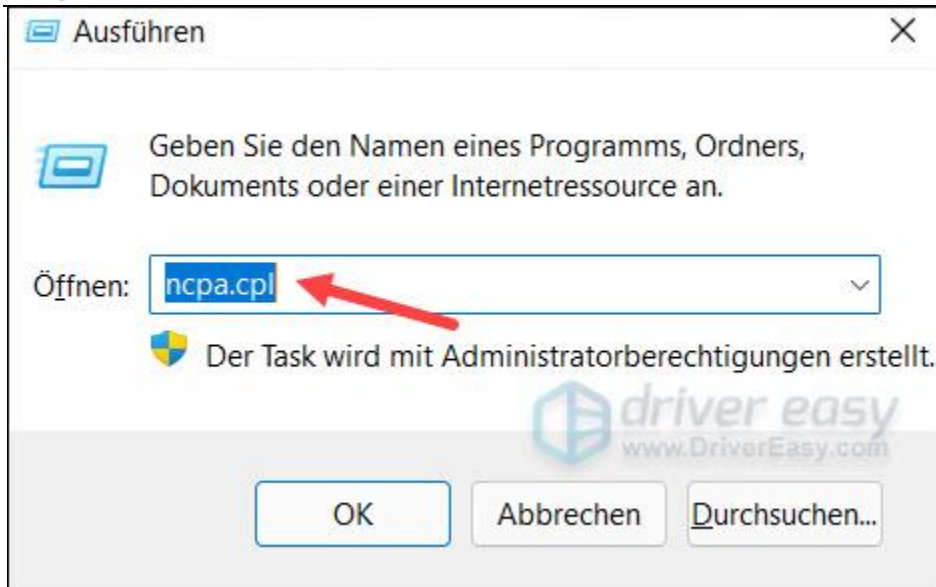 Ausführen
Geben Sie den Namen eines Programms, Ordners,
Dokuments oder einer Internetressource an.
Öffnen:
ncpa.cpl
Der Task wird mit Administratorberechtigungen erstellt.
driver easy
www.DriverEasy.com
OK
Abbrechen
Durchsuchen...